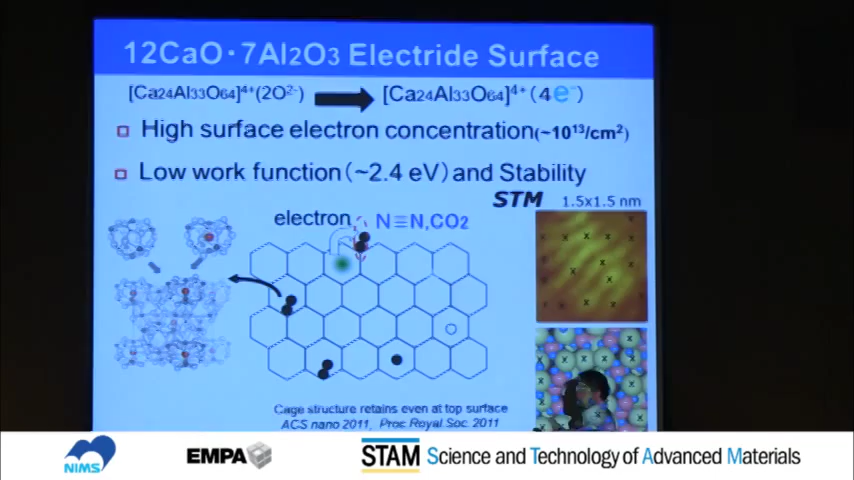 12CaO・7Al2O3 Electride Surface
[Ca24Al33O64]⁴⁺(2O²⁻) → [Ca24Al33O64]⁴⁺(4e⁻)
High surface electron concentration(~10¹³/cm²)
Low work function(~2.4 eV)and Stability
STM 1.5x1.5 nm
electron N≡N,CO2
Cage structure retains even at top surface
ACS nano 2011, Proc Royal Soc 2011
NIMS EMPA STAM Science and Technology of Advanced Materials